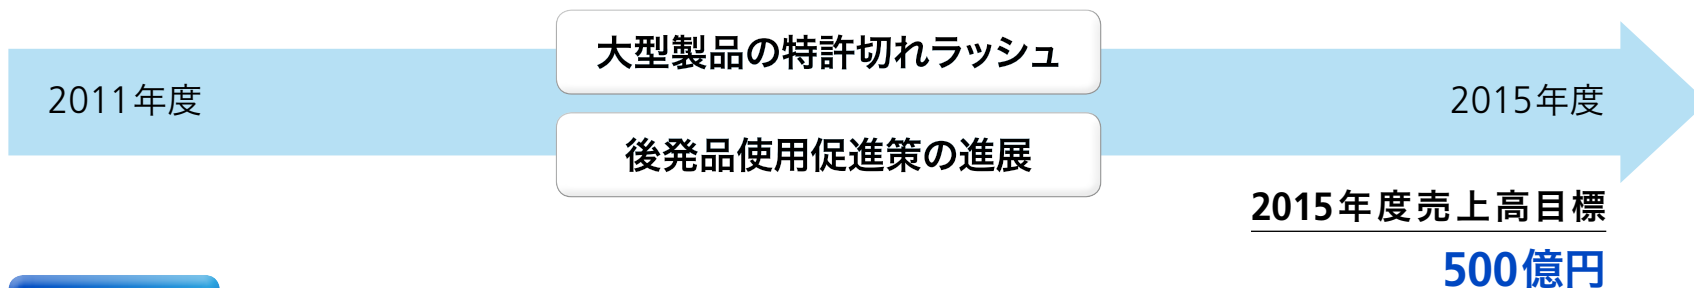 大型製品の特許切れラッシュ
2011年度
2015年度
後発品使用促進策の進展
2015年度売上高目標
500億円